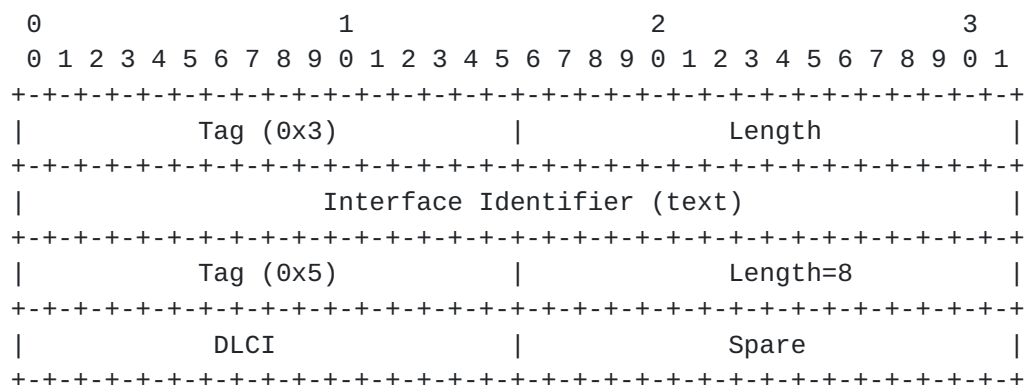 0                   1                   2                   3
 0 1 2 3 4 5 6 7 8 9 0 1 2 3 4 5 6 7 8 9 0 1 2 3 4 5 6 7 8 9 0 1
+-+-+-+-+-+-+-+-+-+-+-+-+-+-+-+-+-+-+-+-+-+-+-+-+-+-+-+-+-+-+-+-+
|           Tag (0x3)           |             Length            |
+-+-+-+-+-+-+-+-+-+-+-+-+-+-+-+-+-+-+-+-+-+-+-+-+-+-+-+-+-+-+-+-+
|                   Interface Identifier (text)                 |
+-+-+-+-+-+-+-+-+-+-+-+-+-+-+-+-+-+-+-+-+-+-+-+-+-+-+-+-+-+-+-+-+
|           Tag (0x5)           |             Length=8          |
+-+-+-+-+-+-+-+-+-+-+-+-+-+-+-+-+-+-+-+-+-+-+-+-+-+-+-+-+-+-+-+-+
|            DLCI               |             Spare             |
+-+-+-+-+-+-+-+-+-+-+-+-+-+-+-+-+-+-+-+-+-+-+-+-+-+-+-+-+-+-+-+-+